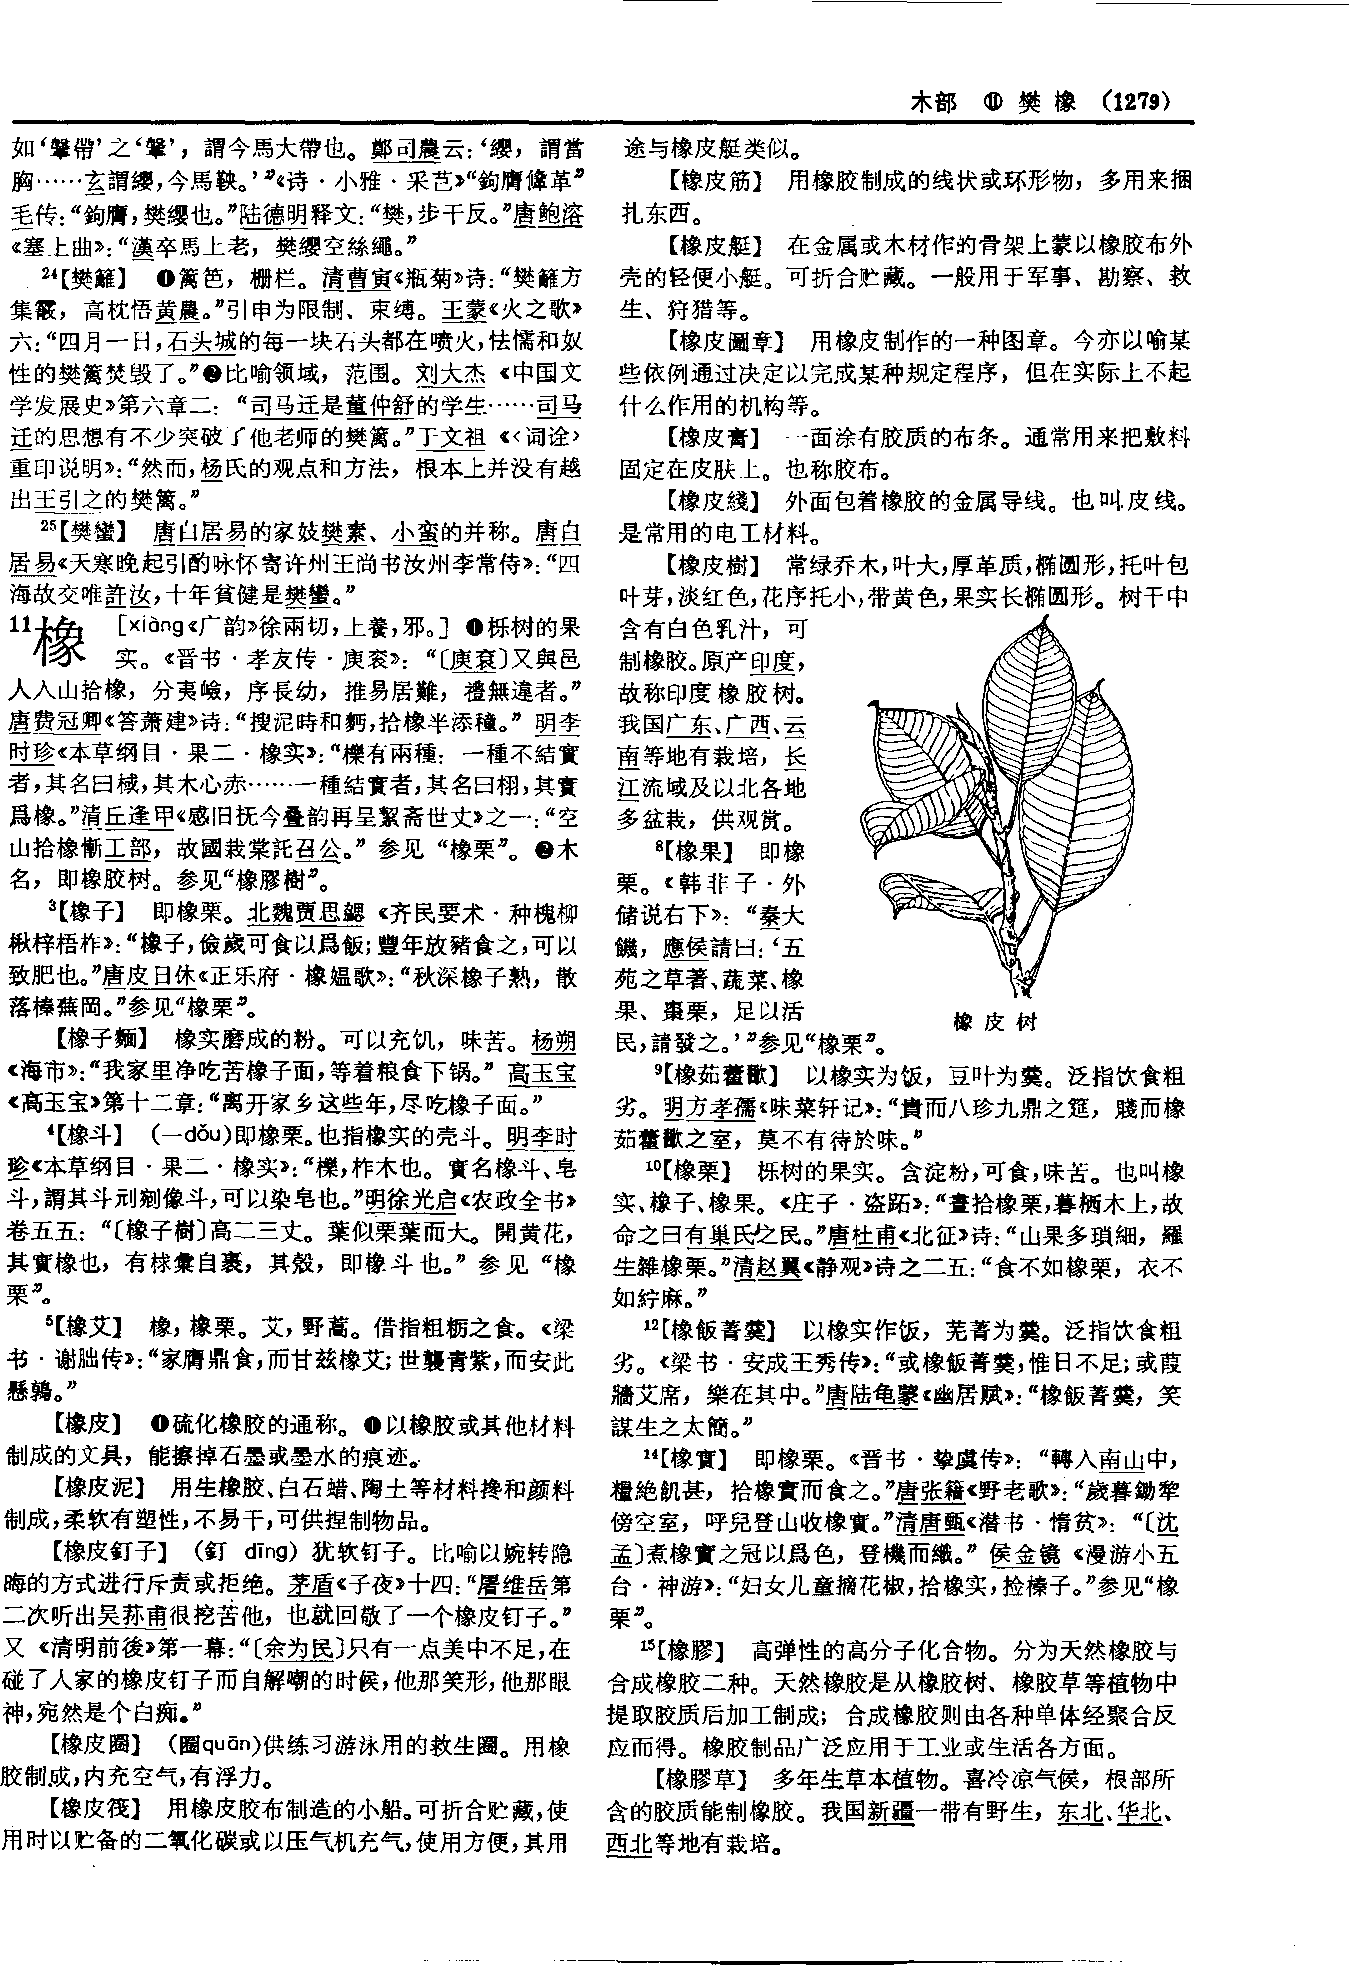 木部 ⑪ 樊 橡 (1279)
如‘鞶帶’之‘鞶’，謂今馬大帶也。鄭司農云：‘纓，謂當
胸……玄謂纓，今馬鞅。’”《诗·小雅·采芑》“鉤膺鞗革”
毛传：“鉤膺，樊纓也。”陆德明释文：“樊，步干反。”唐鲍溶
《塞上曲》：“漢卒馬上老，樊纓空絲繩。”
24【樊籬】 ❶篱笆，栅栏。清曹寅《瓶菊》诗：“樊籬方
集霰，高枕悟黄農。”引申为限制、束缚。王蒙《火之歌》
六：“四月一日，石头城的每一块石头都在喷火，怯懦和奴
性的樊篱焚毁了。”❷比喻领域，范围。刘大杰《中国文
学发展史》第六章二：“司马迁是董仲舒的学生……司马
迁的思想有不少突破了他老师的樊篱。”丁文祖《〈词诠〉
重印说明》：“然而，杨氏的观点和方法，根本上并没有越
出王引之的樊篱。”
25【樊蠻】 唐白居易的家妓樊素、小蛮的并称。唐白
居易《天寒晚起引酌咏怀寄许州王尚书汝州李常侍》：“四
海故交唯許汝，十年貧健是樊蠻。”
11橡 [xiàng《广韵》徐兩切，上養，邪。] ❶栎树的果
实。《晋书·孝友传·庾衮》：“〔庾袞〕又與邑
人入山拾橡，分夷嶮，序長幼，推易居難，禮無違者。”
唐费冠卿《答萧建》诗：“搜泥時和麪，拾橡半添穜。” 明李
时珍《本草纲目·果二·橡实》：“櫟有兩種：一種不結實
者，其名曰棫，其木心赤……一種結實者，其名曰栩，其實
爲橡。”清丘逢甲《感旧抚今叠韵再呈絜斋世丈》之一：“空
山拾橡慚工部，故國栽棠託召公。”参见“橡栗”。❷木
名，即橡胶树。参见“橡膠樹”。
3【橡子】 即橡栗。北魏贾思勰《齐民要术·种槐柳
楸梓梧柞》：“橡子，儉歲可食以爲飯；豐年放豬食之，可以
致肥也。”唐皮日休《正乐府·橡媪歌》：“秋深橡子熟，散
落榛蕪岡。”参见“橡栗”。
【橡子麵】 橡实磨成的粉。可以充饥，味苦。杨朔
《海市》：“我家里净吃苦橡子面，等着粮食下锅。” 高玉宝
《高玉宝》第十二章：“离开家乡这些年，尽吃橡子面。”
4【橡斗】 （—dǒu）即橡栗。也指橡实的壳斗。明李时
珍《本草纲目·果二·橡实》：“櫟，柞木也。實名橡斗、皂
斗，謂其斗刓剜像斗，可以染皂也。”明徐光启《农政全书》
卷五五：“〔橡子樹〕高二三丈。葉似栗葉而大。開黄花，
其實橡也，有梂彙自裹，其殼，即橡斗也。”参见“橡
栗”。
5【橡艾】 橡，橡栗。艾，野蒿。借指粗粝之食。《梁
书·谢朏传》：“家膺鼎食，而甘兹橡艾；世襲青紫，而安此
懸鶉。”
【橡皮】 ❶硫化橡胶的通称。❶以橡胶或其他材料
制成的文具，能擦掉石墨或墨水的痕迹。
【橡皮泥】 用生橡胶、白石蜡、陶土等材料搀和颜料
制成，柔软有塑性，不易干，可供捏制物品。
【橡皮釘子】 （釘 dīng）犹软钉子。比喻以婉转隐
晦的方式进行斥责或拒绝。茅盾《子夜》十四：“屠维岳第
二次听出吴荪甫很挖苦他，也就回敬了一个橡皮钉子。”
又《清明前後》第一幕：“〔余为民〕只有一点美中不足，在
碰了人家的橡皮钉子而自解嘲的时候，他那笑形，他那眼
神，宛然是个白痴。”
【橡皮圈】 （圈quān）供练习游泳用的救生圈。用橡
胶制成，内充空气，有浮力。
【橡皮筏】 用橡皮胶布制造的小船。可折合贮藏，使
用时以贮备的二氧化碳或以压气机充气，使用方便，其用
途与橡皮艇类似。
【橡皮筋】 用橡胶制成的线状或环形物，多用来捆
扎东西。
【橡皮艇】 在金属或木材作的骨架上蒙以橡胶布外
壳的轻便小艇。可折合贮藏。一般用于军事、勘察、救
生、狩猎等。
【橡皮圖章】 用橡皮制作的一种图章。今亦以喻某
些依例通过决定以完成某种规定程序，但在实际上不起
什么作用的机构等。
【橡皮膏】 一面涂有胶质的布条。通常用来把敷料
固定在皮肤上。也称胶布。
【橡皮綫】 外面包着橡胶的金属导线。也叫皮线。
是常用的电工材料。
【橡皮樹】 常绿乔木，叶大，厚革质，椭圆形，托叶包
叶芽，淡红色，花序托小，带黄色，果实长椭圆形。树干中
含有白色乳汁，可
制橡胶。原产印度，
故称印度橡胶树。
我国广东、广西、云
南等地有栽培，长
江流域及以北各地
多盆栽，供观赏。
8【橡果】 即橡
栗。《韩非子·外
储说右下》：“秦大
饑，應侯請曰：‘五
苑之草著、蔬菜、橡
果、棗栗，足以活
民，請發之。’”参见“橡栗”。
橡皮树
9【橡茹藿歠】 以橡实为饭，豆叶为羹。泛指饮食粗
劣。明方孝孺《味菜轩记》：“貴而八珍九鼎之筵，賤而橡
茹藿歠之室，莫不有待於味。”
10【橡栗】 栎树的果实。含淀粉，可食，味苦。也叫橡
实、橡子、橡果。《庄子·盗跖》：“晝拾橡栗，暮栖木上，故
命之曰有巢氏之民。”唐杜甫《北征》诗：“山果多瑣細，羅
生雜橡栗。”清赵翼《静观》诗之二五：“食不如橡栗，衣不
如紵麻。”
12【橡飯菁羹】 以橡实作饭，芜菁为羹。泛指饮食粗
劣。《梁书·安成王秀传》：“或橡飯菁羹，惟日不足；或葭
牆艾席，樂在其中。”唐陆龟蒙《幽居赋》：“橡飯菁羹，笑
謀生之太簡。”
14【橡實】 即橡栗。《晋书·挚虞传》：“轉入南山中，
糧絶飢甚，拾橡實而食之。”唐张籍《野老歌》：“歲暮鋤犂
傍空室，呼兒登山收橡實。”清唐甄《潜书·惰贫》：“〔沈
孟〕煮橡實之冠以爲色，登機而織。” 侯金镜《漫游小五
台·神游》：“妇女儿童摘花椒，拾橡实，捡榛子。”参见“橡
栗”。
15【橡膠】 高弹性的高分子化合物。分为天然橡胶与
合成橡胶二种。天然橡胶是从橡胶树、橡胶草等植物中
提取胶质后加工制成；合成橡胶则由各种单体经聚合反
应而得。橡胶制品广泛应用于工业或生活各方面。
【橡膠草】 多年生草本植物。喜冷凉气候，根部所
含的胶质能制橡胶。我国新疆一带有野生，东北、华北、
西北等地有栽培。